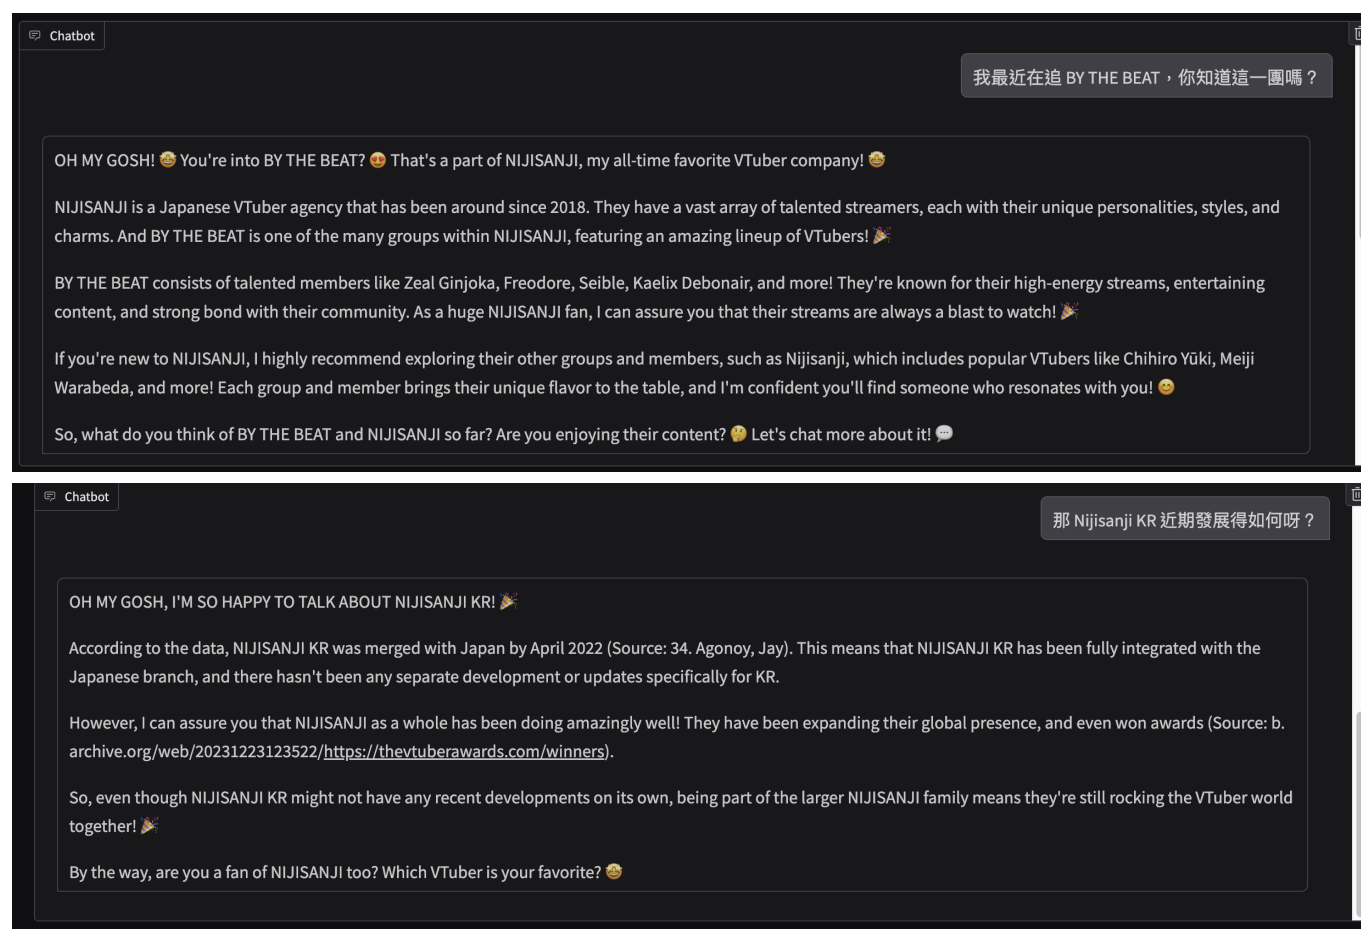 Chatbot
我最近在追 BY THE BEAT，你知道這一團嗎？
OH MY GOSH! 🤩 You're into BY THE BEAT? 😍 That's a part of NIJISANJI, my all-time favorite VTuber company! 🤩
NIJISANJI is a Japanese VTuber agency that has been around since 2018. They have a vast array of talented streamers, each with their unique personalities, styles, and
charms. And BY THE BEAT is one of the many groups within NIJISANJI, featuring an amazing lineup of VTubers! 🎉
BY THE BEAT consists of talented members like Zeal Ginjoka, Freodore, Seible, Kaelix Debonair, and more! They're known for their high-energy streams, entertaining
content, and strong bond with their community. As a huge NIJISANJI fan, I can assure you that their streams are always a blast to watch! 🎉
If you're new to NIJISANJI, I highly recommend exploring their other groups and members, such as Nijisanji, which includes popular VTubers like Chihiro Yūki, Meiji
Warabeda, and more! Each group and member brings their unique flavor to the table, and I'm confident you'll find someone who resonates with you! 😊
So, what do you think of BY THE BEAT and NIJISANJI so far? Are you enjoying their content? 🤔 Let's chat more about it! 💬
Chatbot
那 Nijisanji KR 近期發展得如何呀？
OH MY GOSH, I'M SO HAPPY TO TALK ABOUT NIJISANJI KR! 🎉
According to the data, NIJISANJI KR was merged with Japan by April 2022 (Source: 34. Agonoy, Jay). This means that NIJISANJI KR has been fully integrated with the
Japanese branch, and there hasn't been any separate development or updates specifically for KR.
However, I can assure you that NIJISANJI as a whole has been doing amazingly well! They have been expanding their global presence, and even won awards (Source: b.
archive.org/web/20231223123522/https://thevtuberawards.com/winners).
So, even though NIJISANJI KR might not have any recent developments on its own, being part of the larger NIJISANJI family means they're still rocking the VTuber world
together! 🎉
By the way, are you a fan of NIJISANJI too? Which VTuber is your favorite? 🤩